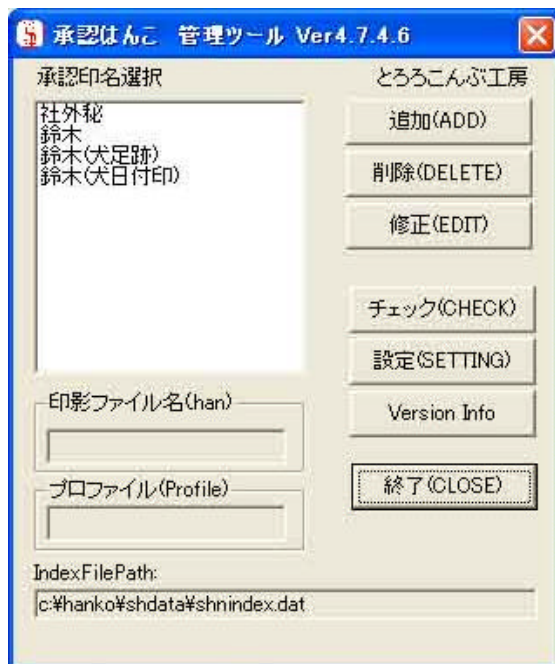 承認はんこ 管理ツール Ver4.7.4.6
承認印名選択
とろろこんぶ工房
社外秘
鈴木
鈴木(犬足跡)
鈴木(犬日付印)
追加(ADD)
削除(DELETE)
修正(EDIT)
チェック(CHECK)
設定(SETTING)
Version Info
終了(CLOSE)
印影ファイル名(han)
プロファイル(Profile)
IndexFilePath:
c:¥hanko¥shdata¥shnindex.dat